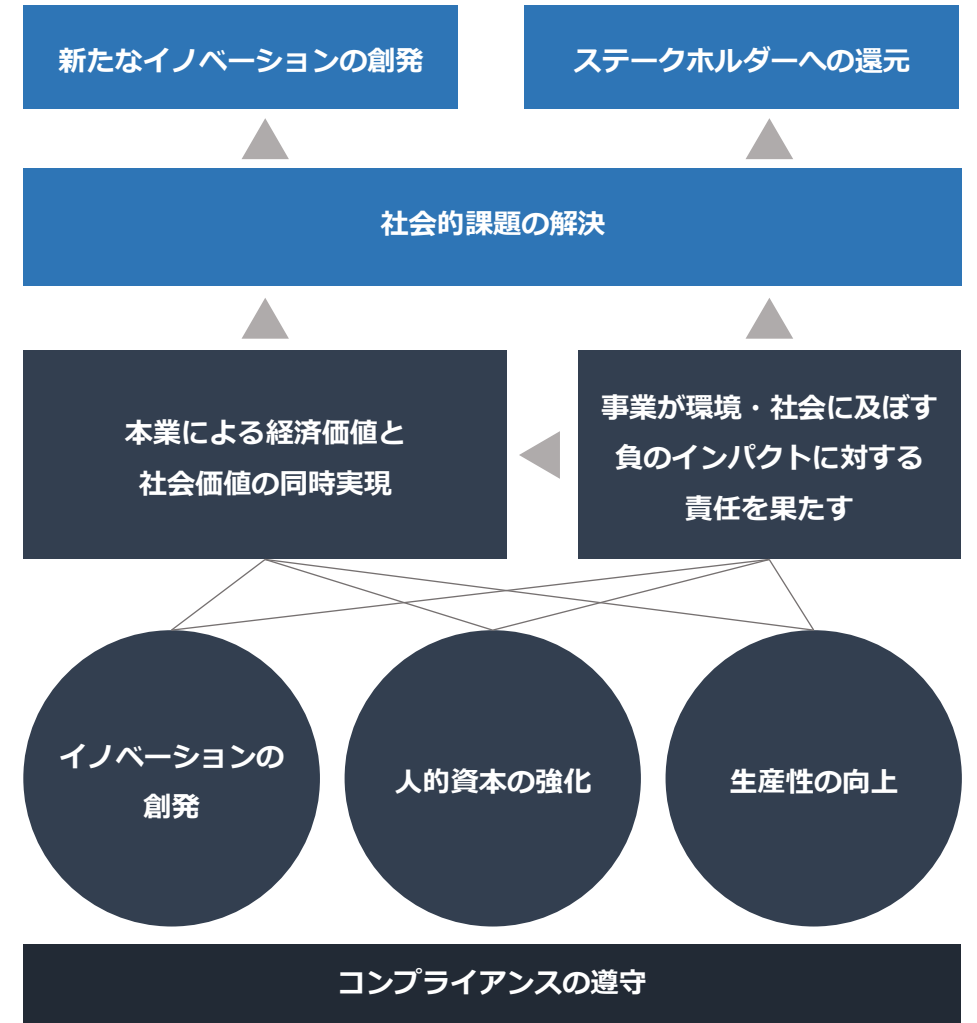 新たなイノベーションの創発
ステークホルダーへの還元
社会的課題の解決
本業による経済価値と
社会価値の同時実現
事業が環境・社会に及ぼす
負のインパクトに対する
責任を果たす
イノベーションの
創発
人的資本の強化
生産性の向上
コンプライアンスの遵守